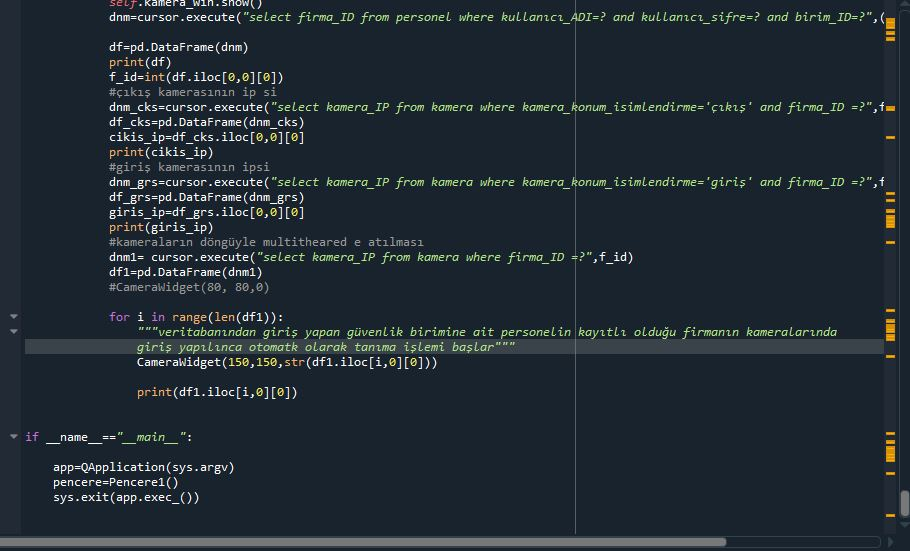 self.kamera_win.show()
dnm=cursor.execute("select firma_ID from personel where kullanıcı_ADI=? and kullanıcı_sifre=? and birim_ID=?",(
df=pd.DataFrame(dnm)
print(df)
f_id=int(df.iloc[0,0][0])
#çıkış kamerasının ip si
dnm_cks=cursor.execute("select kamera_IP from kamera where kamera_konum_isimlendirme='çıkış' and firma_ID =?",f
df_cks=pd.DataFrame(dnm_cks)
cikis_ip=df_cks.iloc[0,0][0]
print(cikis_ip)
#giriş kamerasının ipsi
dnm_grs=cursor.execute("select kamera_IP from kamera where kamera_konum_isimlendirme='giriş' and firma_ID =?",f
df_grs=pd.DataFrame(dnm_grs)
giris_ip=df_grs.iloc[0,0][0]
print(giris_ip)
#kameraların döngüyle multitheared e atılması
dnm1= cursor.execute("select kamera_IP from kamera where firma_ID =?",f_id)
df1=pd.DataFrame(dnm1)
#CameraWidget(80, 80,0)
for i in range(len(df1)):
"""veritabanından giriş yapan güvenlik birimine ait personelin kayıtlı olduğu firmanın kameralarında
giriş yapılınca otomatk olarak tanıma işlemi başlar"""
CameraWidget(150,150,str(df1.iloc[i,0][0]))
print(df1.iloc[i,0][0])
if __name__=="__main__":
app=QApplication(sys.argv)
pencere=Pencere1()
sys.exit(app.exec_())